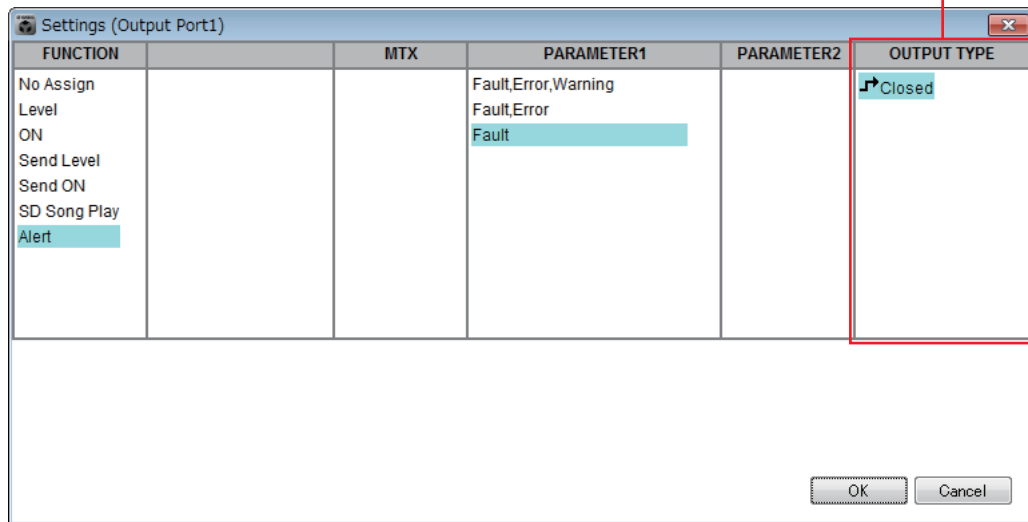 Settings (Output Port1)
FUNCTION MTX PARAMETER1 PARAMETER2 OUTPUT TYPE
No Assign Fault,Error,Warning Closed
Level Fault,Error
ON Fault
Send Level
Send ON
SD Song Play
Alert
OK Cancel